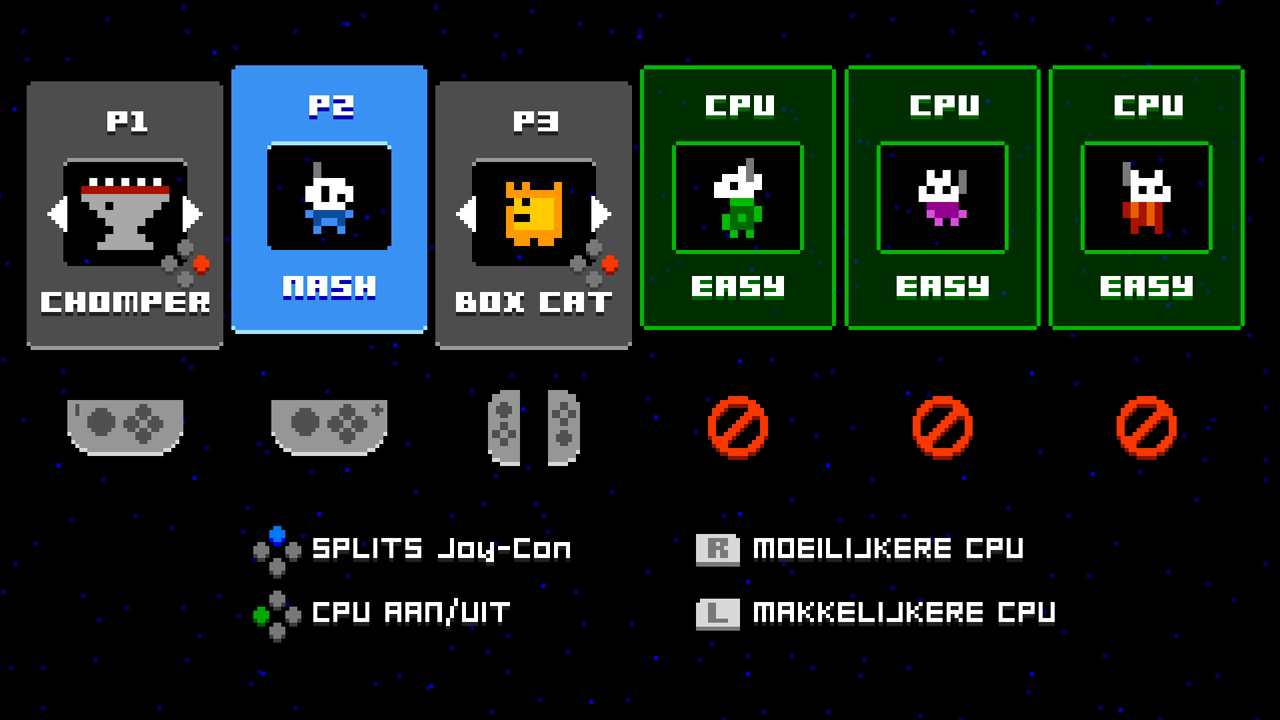 P1
P2
P3
CPU
CPU
CPU
CHOMPER
NASH
BOX CAT
EASY
EASY
EASY
SPLITS Joy-Con
R MOEILIJKERE CPU
CPU AAN/UIT
L MAKKELIJKERE CPU